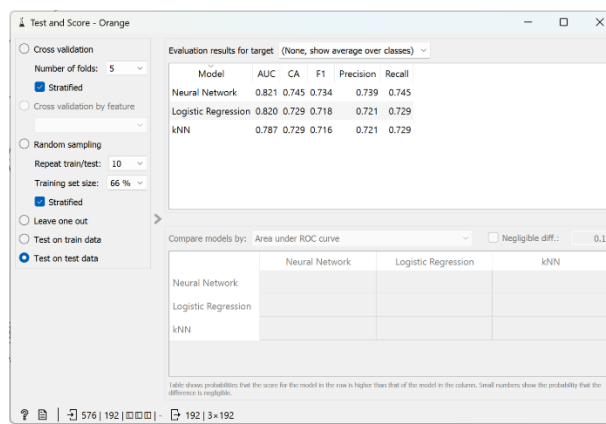 Test and Score - Orange
Cross validation
Number of folds: 5
Stratified
Cross validation by feature
Random sampling
Repeat train/test: 10
Training set size: 66 %
Stratified
Leave one out
Test on train data
Test on test data
Evaluation results for target (None, show average over classes)
Model AUC CA F1 Precision Recall
Neural Network 0.821 0.745 0.734 0.739 0.745
Logistic Regression 0.820 0.729 0.718 0.721 0.729
kNN 0.787 0.729 0.716 0.721 0.729
Compare models by: Area under ROC curve Negligible diff.: 0.1
Neural Network Logistic Regression kNN
Neural Network
Logistic Regression
kNN
Table shows probabilities that the score for the model in the row is higher than that of the model in the column. Small numbers show the probability that the
difference is negligible.
? 576 | 192 | - 192 | 3×192